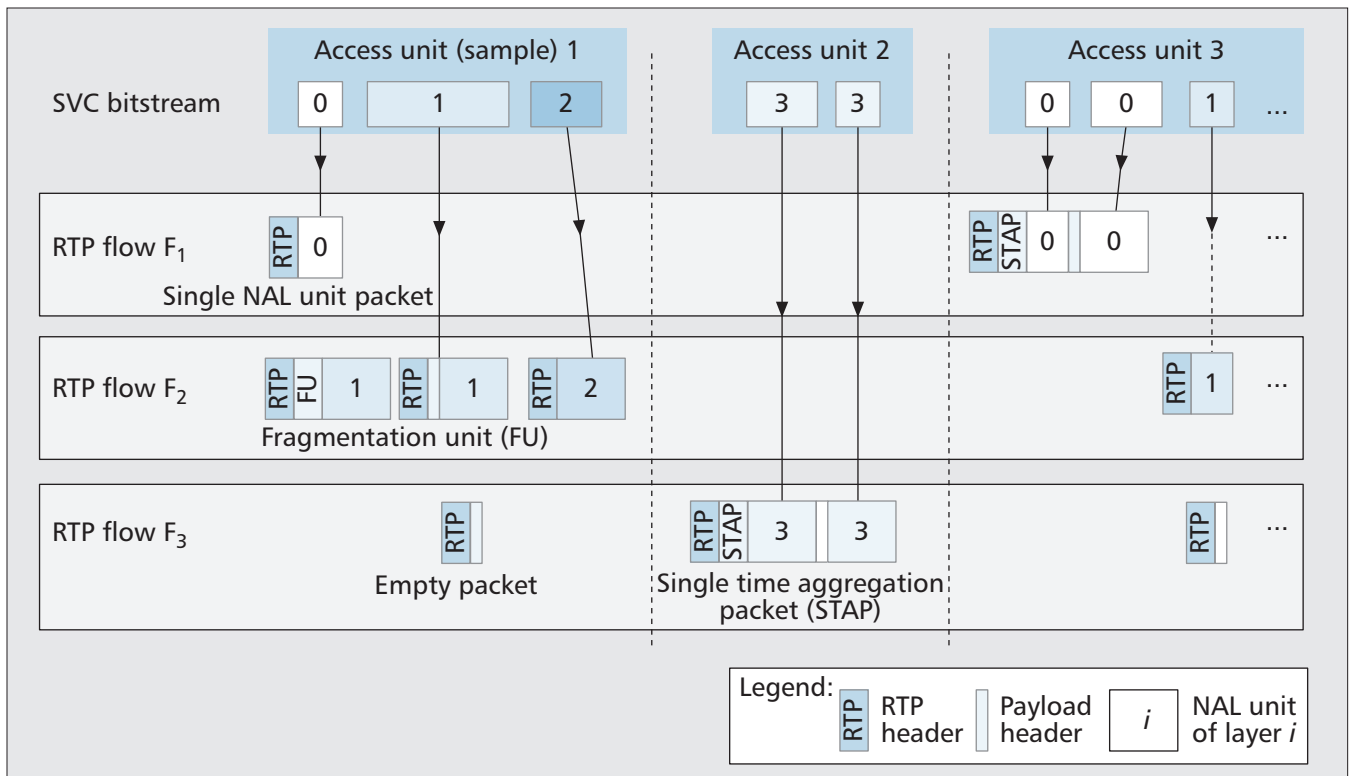 Access unit (sample) 1
Access unit 2
Access unit 3
SVC bitstream
0 1 2 3 3 0 0 1 ...
RTP flow F1
RTP 0
RTP STAP 0 0
...
Single NAL unit packet
RTP flow F2
RTP FU 1 RTP 1 RTP 2
RTP 1
...
Fragmentation unit (FU)
RTP flow F3
RTP
RTP STAP 3 3
RTP
...
Empty packet
Single time aggregation
packet (STAP)
Legend:
RTP
RTP
header
Payload
header
i
NAL unit
of layer i